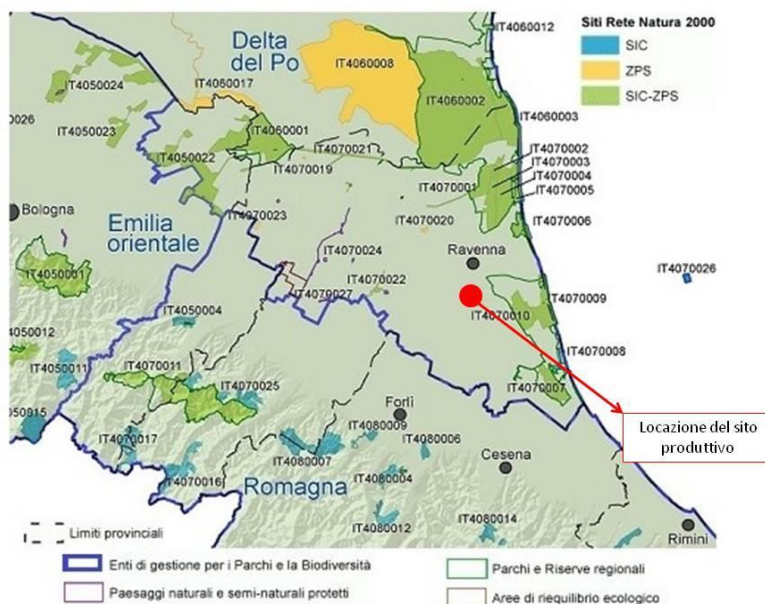 Siti Rete Natura 2000
SIC
ZPS
SIC-ZPS
IT4060012
Delta
del Po
IT4060008
IT4060017
IT4050024
IT4060002
IT4060003
26
IT4050023
IT4060001
IT4050022
IT4070021
IT4070019
IT4070001
IT4070002
IT4070003
IT4070004
IT4070005
IT4070006
Bologna
Emilia
orientale
IT4070023
IT4070020
IT4070024
Ravenna
IT4050001
IT4070022
IT4070027
IT4070026
IT4070009
IT4050004
IT4070010
4050012
IT4070008
IT4050011
IT4070011
IT4070025
IT4070007
Forlì
050015
IT4070017
IT4080009
IT4080006
IT4080007
Cesena
Locazione del sito
produttivo
IT4070016
Romagna
IT4080004
IT4080012
IT4080014
Rimini
Limiti provinciali
Enti di gestione per i Parchi e la Biodiversità
Parchi e Riserve regionali
Paesaggi naturali e semi-naturali protetti
Aree di riequilibrio ecologico